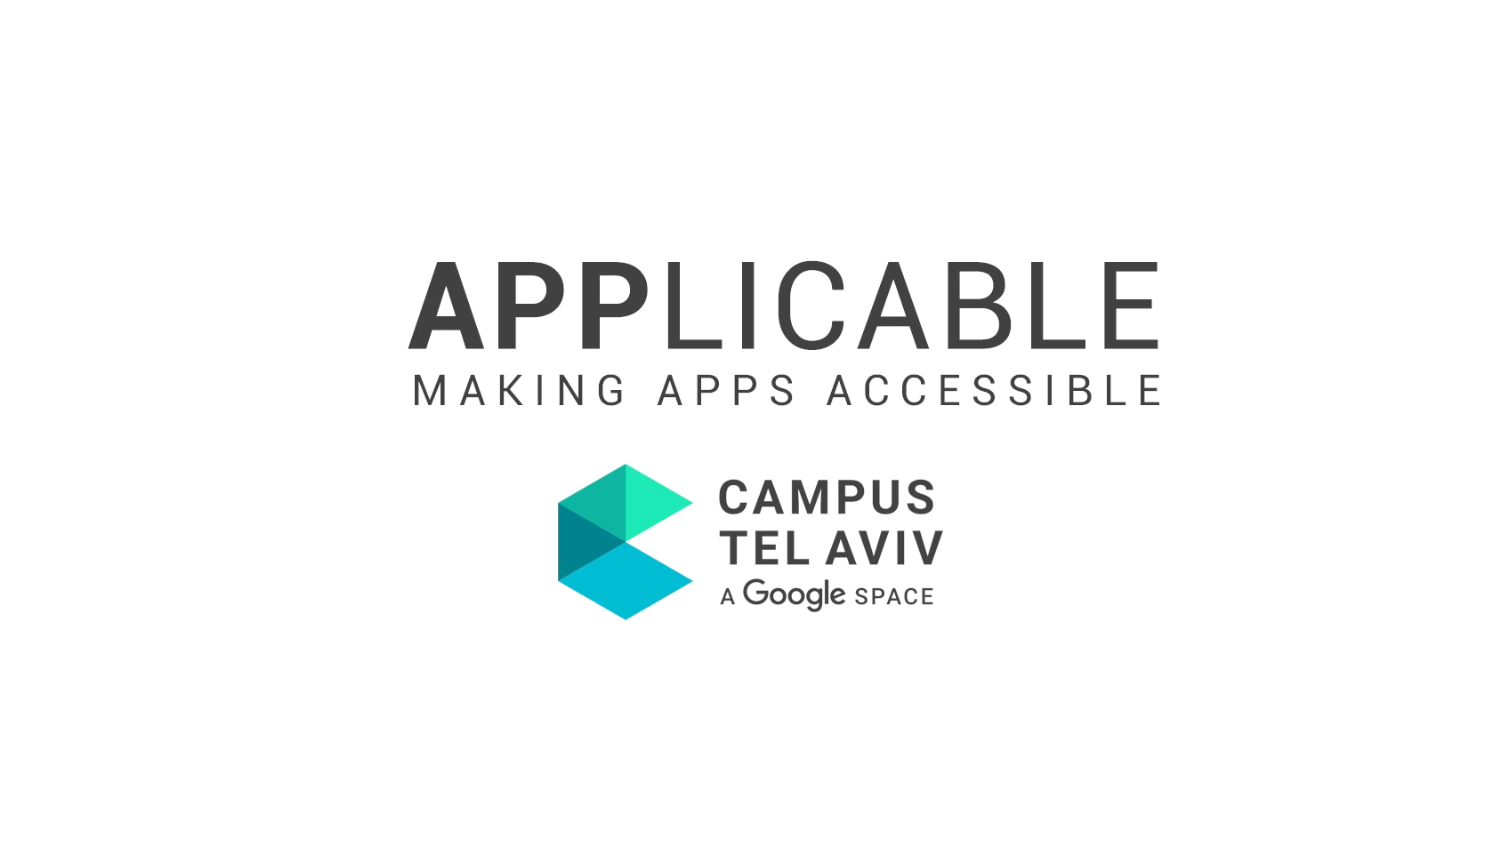 APPLICABLE
MAKING APPS ACCESSIBLE
CAMPUS
TEL AVIV
A Google SPACE